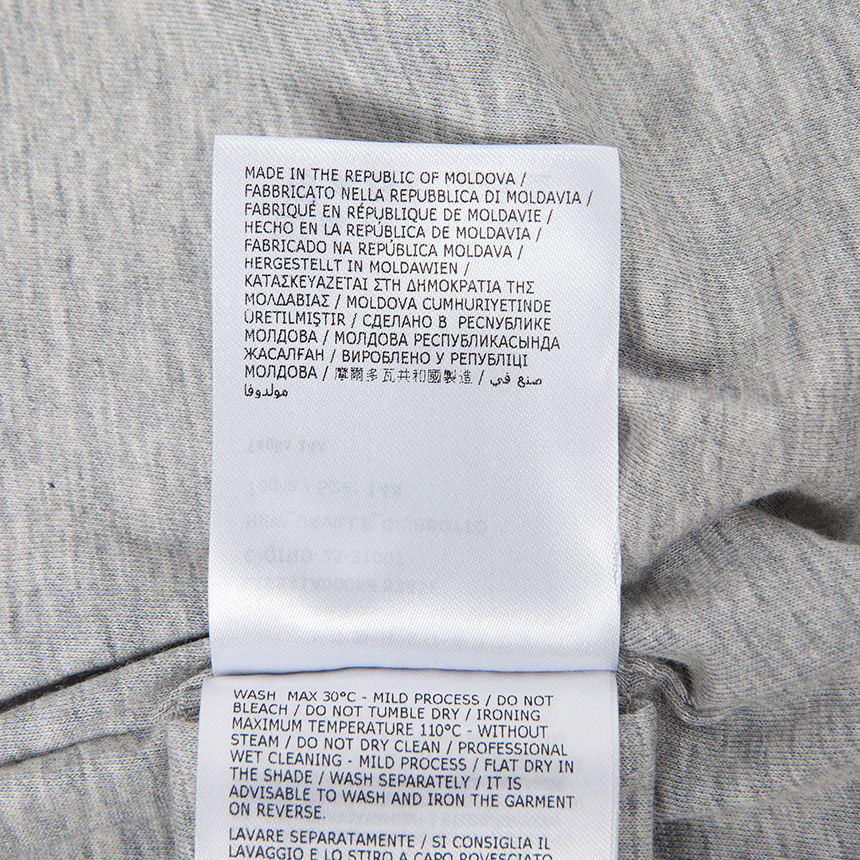 MADE IN THE REPUBLIC OF MOLDOVA /
FABBRICATO NELLA REPUBBLICA DI MOLDAVIA /
FABRIQUÉ EN RÉPUBLIQUE DE MOLDAVIE /
HECHO EN LA REPÚBLICA DE MOLDAVIA /
FABRICADO NA REPÚBLICA MOLDAVA /
HERGESTELLT IN MOLDAWIEN /
ΚΑΤΑΣΚΕΥΑΖΕΤΑΙ ΣΤΗ ΔΗΜΟΚΡΑΤΙΑ ΤΗΣ
ΜΟΛΔΑΒΙΑΣ / MOLDOVA CUMHURIYETINDE
ÜRETILMIŞTIR / СДЕЛАНО В РЕСПУБЛИКЕ
МОЛДОВА / МОЛДОВА РЕСПУБЛИКАСЫНДА
ЖАСАЛҒАН / ВИРОБЛЕНО У РЕПУБЛІЦІ
МОЛДОВА / 摩爾多瓦共和國製造 / صنع في
مولدوفا
WASH MAX 30°C - MILD PROCESS / DO NOT
BLEACH / DO NOT TUMBLE DRY / IRONING
MAXIMUM TEMPERATURE 110°C - WITHOUT
STEAM / DO NOT DRY CLEAN / PROFESSIONAL
WET CLEANING - MILD PROCESS / FLAT DRY IN
THE SHADE / WASH SEPARATELY / IT IS
ADVISABLE TO WASH AND IRON THE GARMENT
ON REVERSE.
LAVARE SEPARATAMENTE / SI CONSIGLIA IL
LAVAGGIO E LO STIRO A CAPO ROVESCIATO